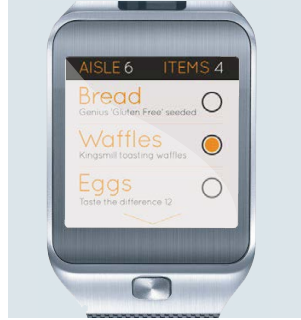 AISLE 6 ITEMS 4
Bread
Genius 'Gluten Free' seeded
Waffles
Kingsmill toasting waffles
Eggs
Taste the difference 12